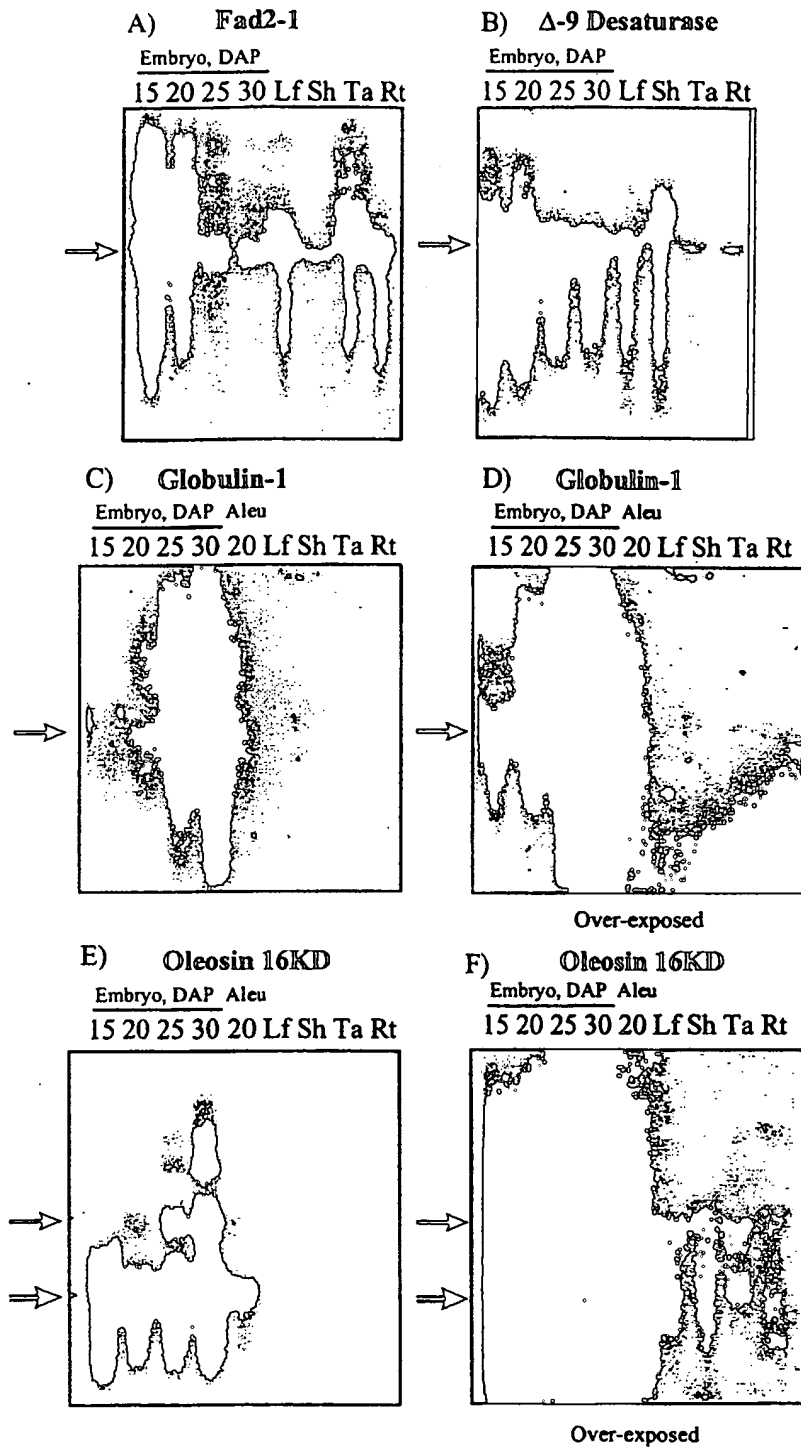 A) Fad2-1
Embryo, DAP
15 20 25 30 Lf Sh Ta Rt
B) Δ-9 Desaturase
Embryo, DAP
15 20 25 30 Lf Sh Ta Rt
C) Globulin-1
Embryo, DAP Aleu
15 20 25 30 20 Lf Sh Ta Rt
D) Globulin-1
Embryo, DAP Aleu
15 20 25 30 20 Lf Sh Ta Rt
Over-exposed
E) Oleosin 16KD
Embryo, DAP Aleu
15 20 25 30 20 Lf Sh Ta Rt
F) Oleosin 16KD
Embryo, DAP Aleu
15 20 25 30 20 Lf Sh Ta Rt
Over-exposed